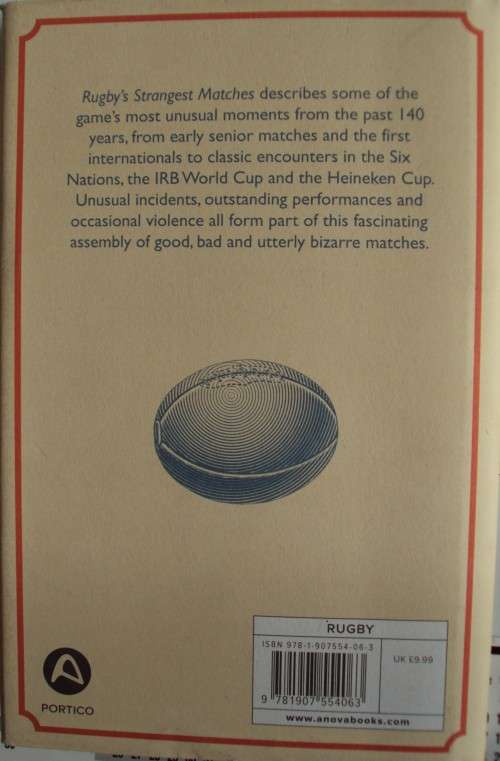 Rugby's Strangest Matches describes some of the
game's most unusual moments from the past 140
years, from early senior matches and the first
internationals to classic encounters in the Six
Nations, the IRB World Cup and the Heineken Cup.
Unusual incidents, outstanding performances and
occasional violence all form part of this fascinating
assembly of good, bad and utterly bizarre matches.
RUGBY
ISBN 978-1-907554-06-3
UK £9.99
9 781907 554063
www.anovabooks.com
PORTICO